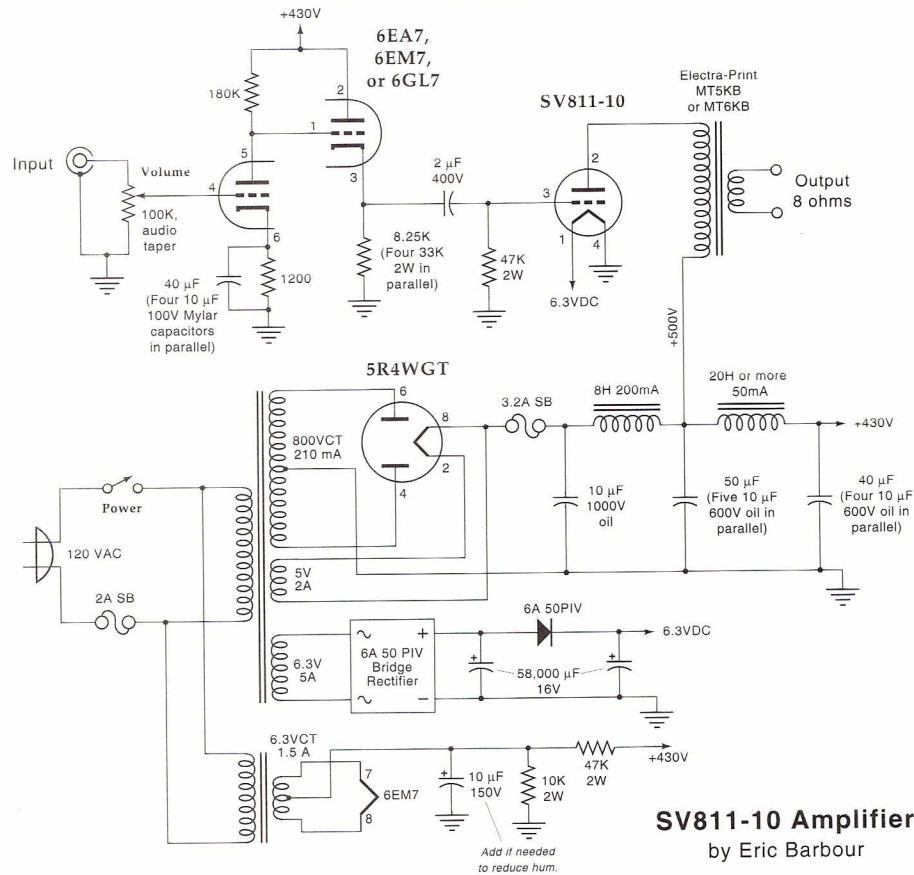 +430V
6EA7,
6EM7,
or 6GL7
180K
2
1
3
5
4
6
Input
Volume
100K,
audio
taper
40 µF
(Four 10 µF
100V Mylar
capacitors
in parallel)
1200
8.25K
(Four 33K
2W in
parallel)
2 µF
400V
47K
2W
SV811-10
2
3
1
4
6.3VDC
Electra-Print
MT5KB
or MT6KB
Output
8 ohms
+500V
5R4WGT
6
8
2
4
800VCT
210 mA
3.2A SB
8H 200mA
20H or more
50mA
+430V
10 µF
1000V
oil
50 µF
(Five 10 µF
600V oil in
parallel)
40 µF
(Four 10 µF
600V oil in
parallel)
Power
120 VAC
2A SB
5V
2A
6.3V
5A
~
~
+
−
6A 50 PIV
Bridge
Rectifier
6A 50PIV
+
+
58,000 µF
16V
6.3VDC
6.3VCT
1.5 A
7
8
6EM7
+
10 µF
150V
10K
2W
47K
2W
+430V
Add if needed
to reduce hum.
SV811-10 Amplifier
by Eric Barbour